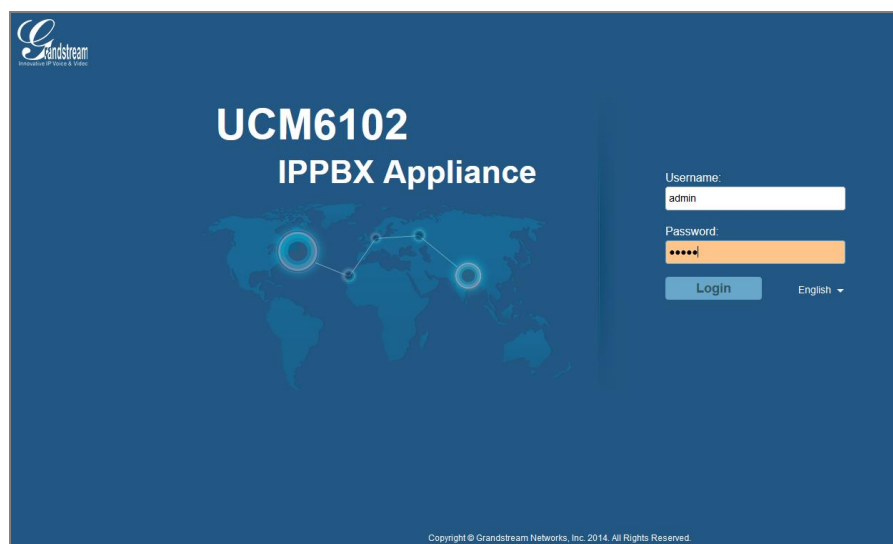 Grandstream
Innovative IP Voice & Video
UCM6102
IPPBX Appliance
Username:
admin
Password:
•••••
Login
English
Copyright © Grandstream Networks, Inc. 2014. All Rights Reserved.